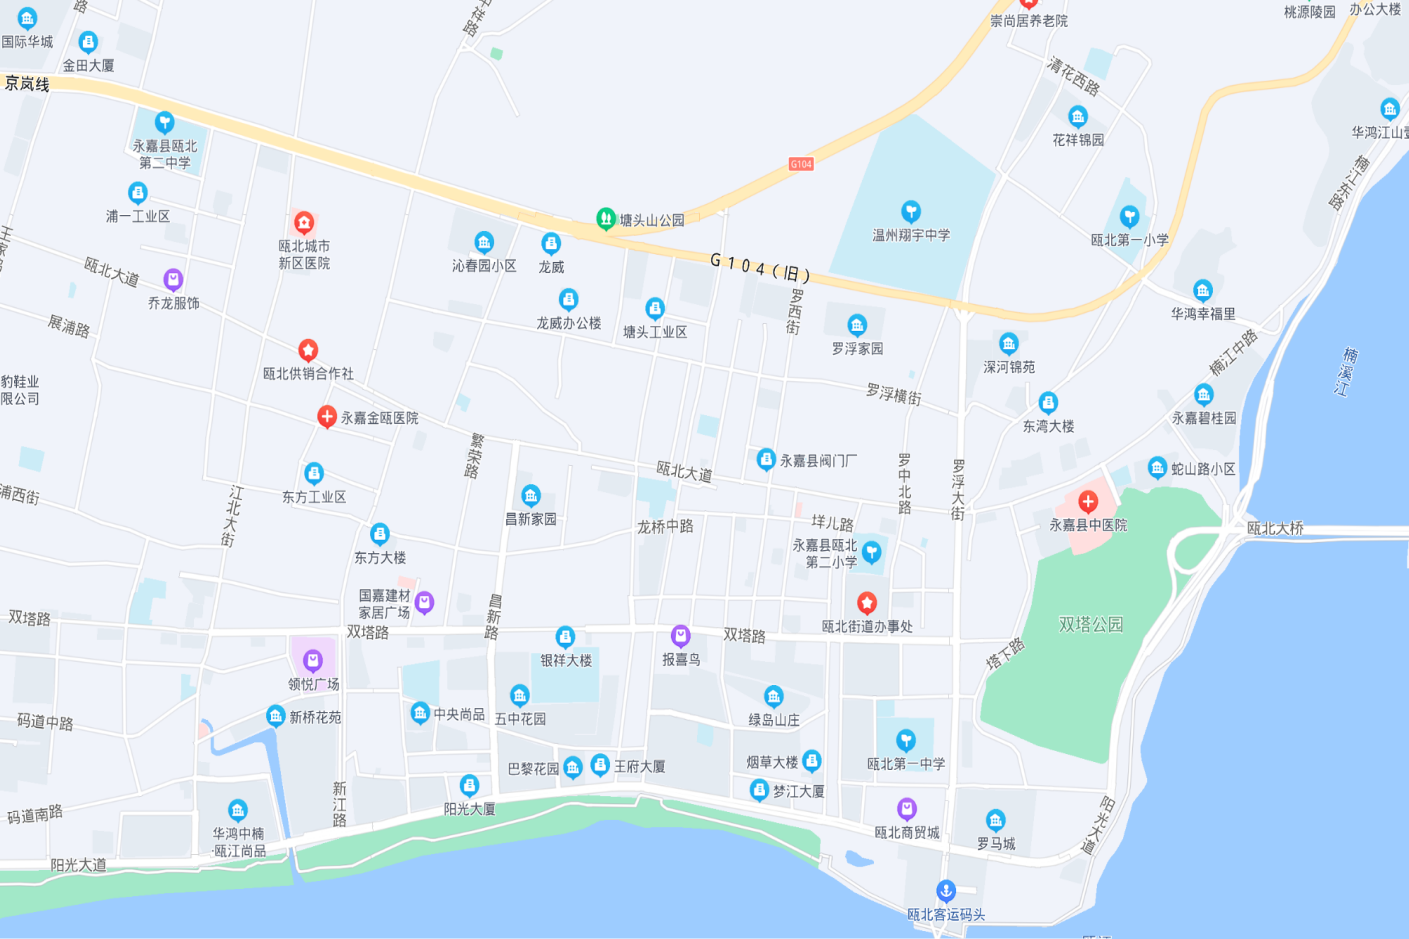 路
国际华城
金田大厦
京岚线
中祥路
崇尚居养老院
桃源陵园
办公大楼
清花西路
花祥锦园
华鸿江山
楠江东路
永嘉县瓯北
第二中学
浦一工业区
G104
塘头山公园
温州翔宇中学
瓯北第一小学
瓯北城市
新区医院
沁春园小区
龙威
G104(旧)
瓯北大道
乔龙服饰
龙威办公楼
塘头工业区
罗西街
罗浮家园
华鸿幸福里
展浦路
深河锦苑
楠江中路
楠溪江
瓯北供销合作社
豹鞋业
限公司
永嘉金瓯医院
罗浮横街
东湾大楼
永嘉碧桂园
繁荣路
瓯北大道
永嘉县阀门厂
罗中北路
罗浮大街
蛇山路小区
东方工业区
浦西街
江北大街
昌新家园
龙桥中路
垟儿路
永嘉县中医院
瓯北大桥
东方大楼
永嘉县瓯北
第二小学
国嘉建材
家居广场
昌新路
瓯北街道办事处
双塔公园
双塔路
双塔路
双塔路
银祥大楼
报喜鸟
塔下路
领悦广场
新桥花苑
中央尚品
五中花园
绿岛山庄
码道中路
瓯北第一中学
巴黎花园
王府大厦
烟草大楼
梦江大厦
新江路
阳光大厦
码道南路
华鸿中楠
·瓯江尚品
瓯北商贸城
罗马城
阳光大道
阳光大道
瓯北客运码头